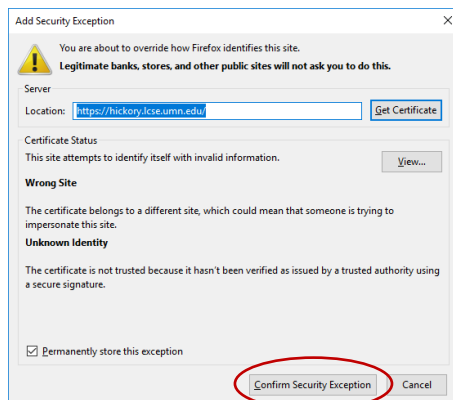 Add Security Exception
You are about to override how Firefox identifies this site.
Legitimate banks, stores, and other public sites will not ask you to do this.
Server
Location: https://hickory.lcse.umn.edu/ Get Certificate
Certificate Status
This site attempts to identify itself with invalid information. View...
Wrong Site
The certificate belongs to a different site, which could mean that someone is trying to
impersonate this site.
Unknown Identity
The certificate is not trusted because it hasn't been verified as issued by a trusted authority using
a secure signature.
Permanently store this exception
Confirm Security Exception Cancel